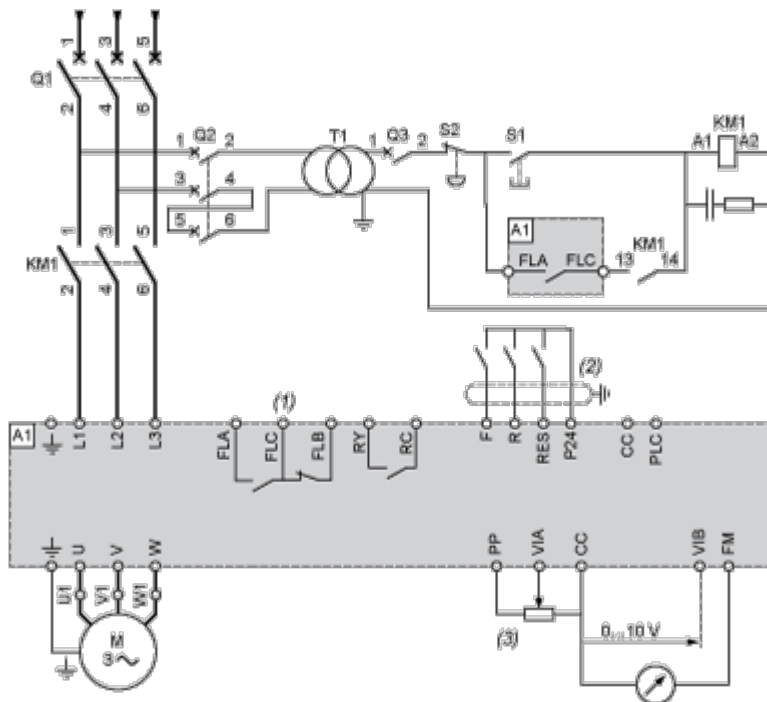 1 3 5
Q1
2 4 6
1 Q2 2
3 4
5 6
T1
1 Q3 2
S2
S1
KM1
A1 A2
A1
FLA FLC
KM1
13 14
1 3 5
KM1
2 4 6
(1)
(2)
A1
L1 L2 L3
FLA FLC FLB RY RC
F R RES P24
CC PLC
U V W
PP VIA CC VIB FM
U1 V1 W1
M
3
(3)
0 10 V